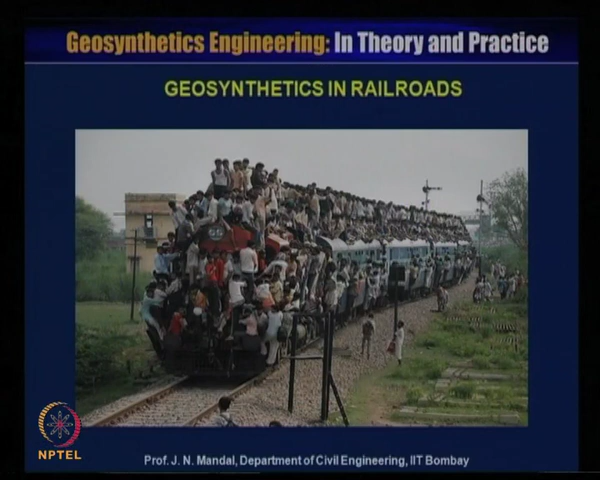 Geosynthetics Engineering: In Theory and Practice
GEOSYNTHETICS IN RAILROADS
NPTEL
Prof. J. N. Mandal, Department of Civil Engineering, IIT Bombay